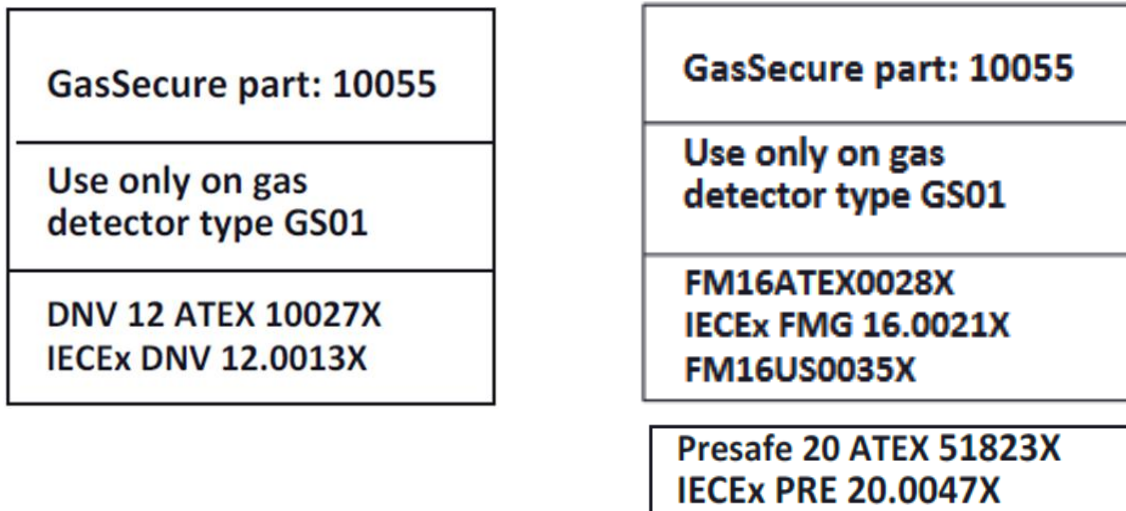 GasSecure part: 10055
Use only on gas
detector type GS01
DNV 12 ATEX 10027X
IECEx DNV 12.0013X
GasSecure part: 10055
Use only on gas
detector type GS01
FM16ATEX0028X
IECEx FMG 16.0021X
FM16US0035X
Presafe 20 ATEX 51823X
IECEx PRE 20.0047X